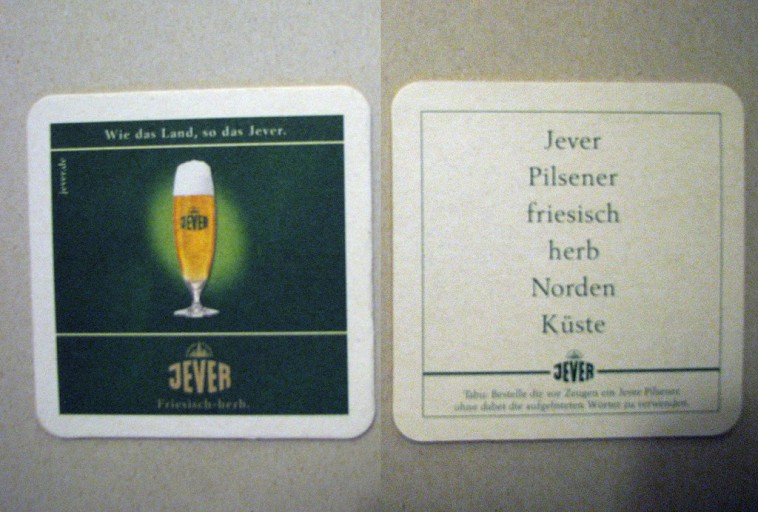 Wie das Land, so das Jever.
jever.de
JEVER
JEVER
Friesisch-herb.
Jever
Pilsener
friesisch
herb
Norden
Küste
JEVER
Tabu: Bestelle dir vor Zeugen ein Jever Pilsener,
ohne dabei die aufgelisteten Wörter zu verwenden.